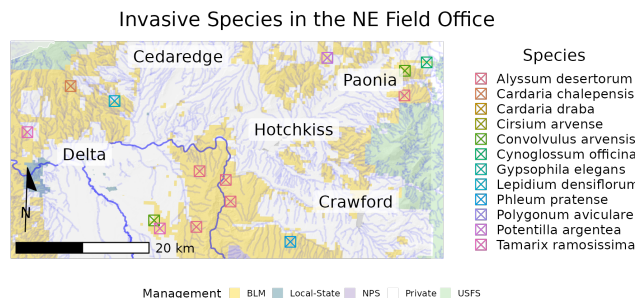 Invasive Species in the NE Field Office
Cedaredge
Paonia
Hotchkiss
Delta
Crawford
N
20 km
Species
Alyssum desertorum
Cardaria chalepensis
Cardaria draba
Cirsium arvense
Convolvulus arvensis
Cynoglossum officina
Gypsophila elegans
Lepidium densiflorum
Phleum pratense
Polygonum aviculare
Potentilla argentea
Tamarix ramosissima
Management
BLM
Local-State
NPS
Private
USFS